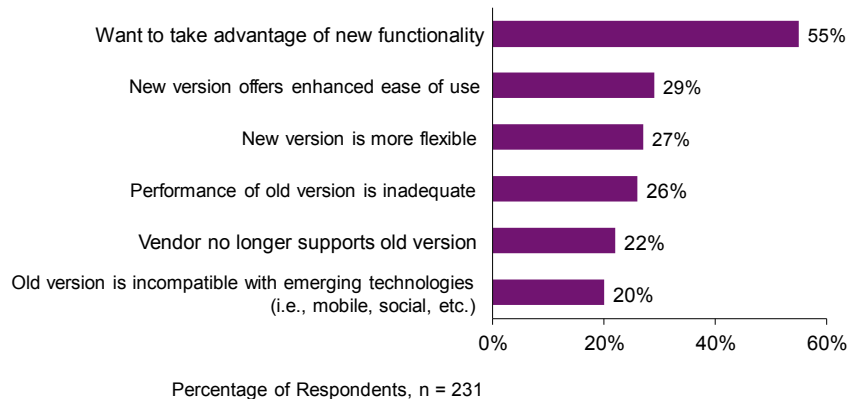 Want to take advantage of new functionality 55%
New version offers enhanced ease of use 29%
New version is more flexible 27%
Performance of old version is inadequate 26%
Vendor no longer supports old version 22%
Old version is incompatible with emerging technologies
(i.e., mobile, social, etc.) 20%
0% 20% 40% 60%
Percentage of Respondents, n = 231